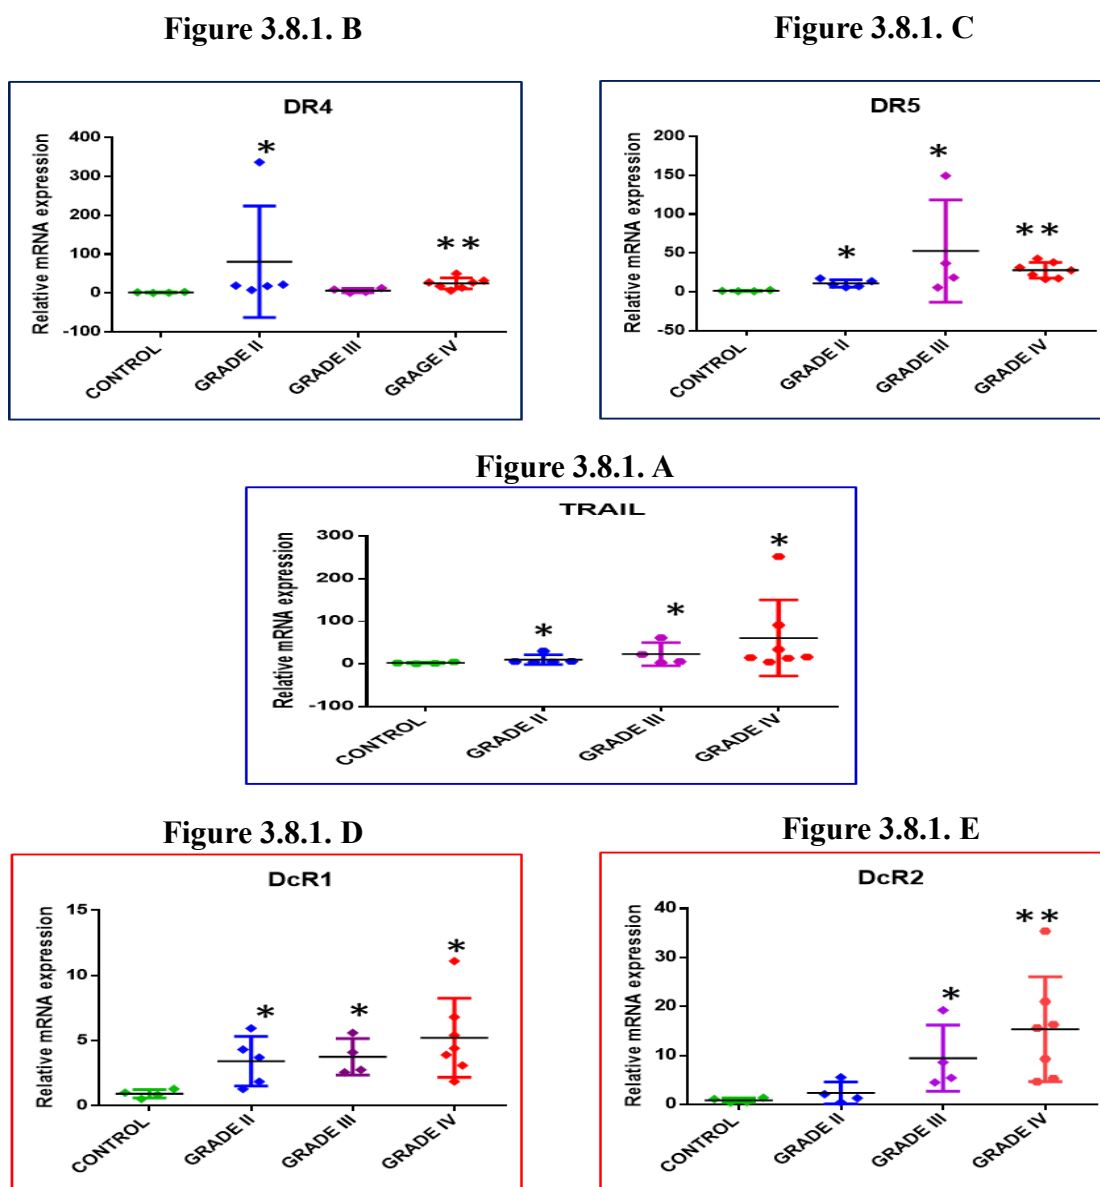 Figure 3.8.1. B
Figure 3.8.1. C
DR4
Relative mRNA expression
400
300
200
100
0
-100
*
**
CONTROL
GRADE II
GRADE III
GRAGE IV
DR5
Relative mRNA expression
200
150
100
50
0
-50
*
*
**
CONTROL
GRADE II
GRADE III
GRADE IV
Figure 3.8.1. A
TRAIL
Relative mRNA expression
300
200
100
0
-100
*
*
*
CONTROL
GRADE II
GRADE III
GRADE IV
Figure 3.8.1. D
Figure 3.8.1. E
DcR1
Relative mRNA expression
15
10
5
0
*
*
*
CONTROL
GRADE II
GRADE III
GRADE IV
DcR2
Relative mRNA expression
40
30
20
10
0
*
**
CONTROL
GRADE II
GRADE III
GRADE IV